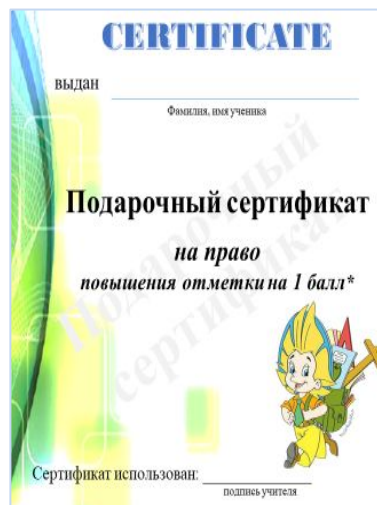 CERTIFICATE
выдан
Фамилия, имя ученика
Подарочный сертификат
на право
повышения отметки на 1 балл*
Подарочный
сертификат
Сертификат использован:
подпись учителя